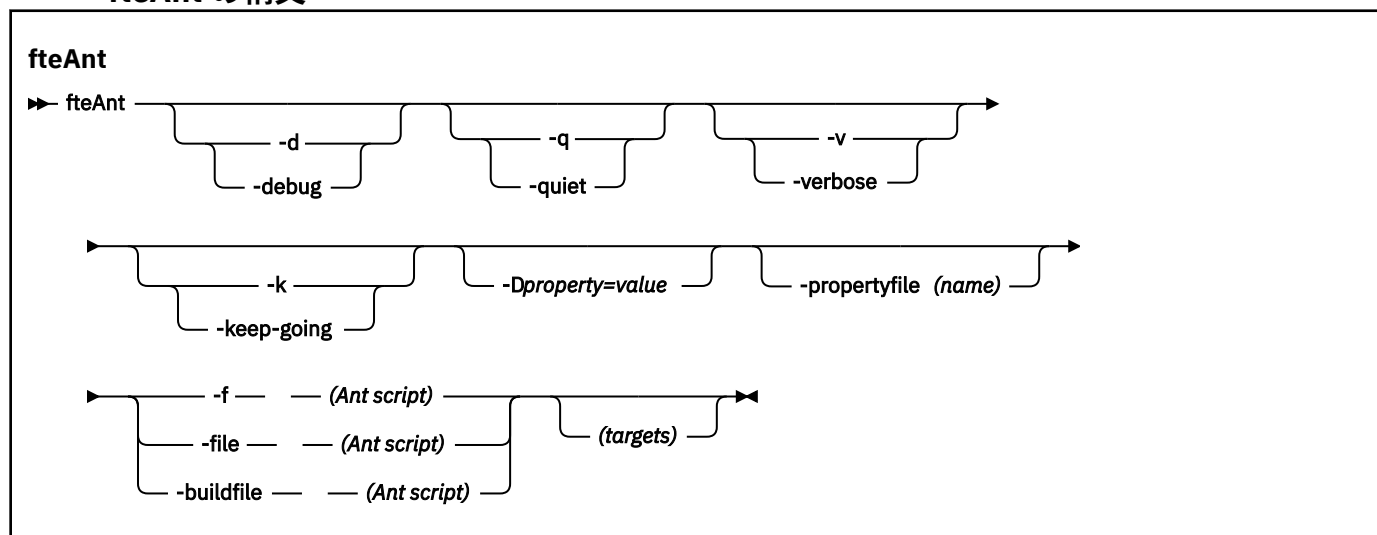 fteAnt
fteAnt
-d
-debug
-q
-quiet
-v
-verbose
-k
-keep-going
-Dproperty=value
-propertyfile (name)
-f (Ant script)
-file (Ant script)
-buildfile (Ant script)
(targets)